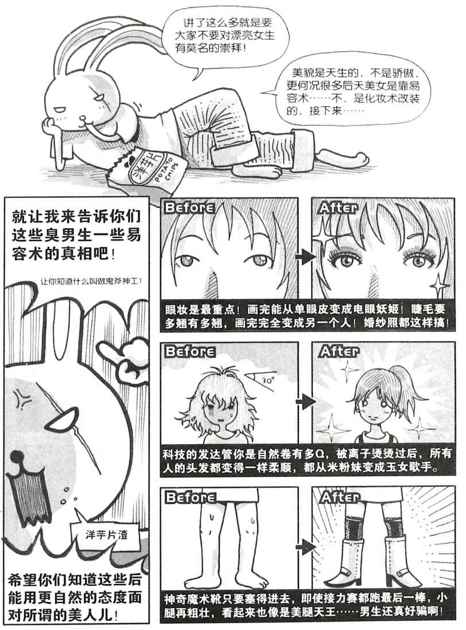 讲了这么多就是要
大家不要对漂亮女生
有莫名的崇拜!
美貌是天生的, 不是骄傲,
更何况很多后天美女是靠易
容术……不, 是化妆术改装
的, 接下来……
洋芋片
POTATO
CHIPS
就让我来告诉你们
这些臭男生一些易
容术的真相吧!
让你知道什么叫做鬼斧神工!
洋芋片渣
希望你们知道这些后
能用更自然的态度面
对所谓的美人儿!
Before
After
眼妆是最重点! 画完能从单眼皮变成电眼妖姬! 睫毛要
多翘有多翘, 画完完全变成另一个人! 婚纱照都这样搞!
Before
After
90°
科技的发达管你是自然卷有多Q, 被离子烫烫过后, 所有
人的头发都变得一样柔顺, 都从米粉妹变成玉女歌手。
Before
After
神奇魔术靴只要塞得进去, 即使接力赛都跑最后一棒, 小
腿再粗壮, 看起来也像是美腿天王……男生还真好骗啊!